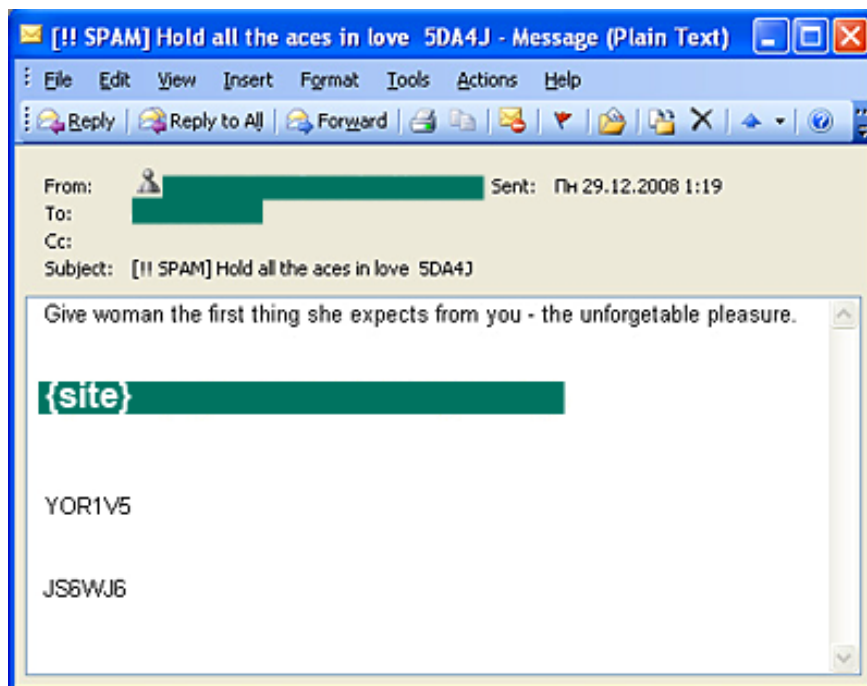 [!! SPAM] Hold all the aces in love 5DA4J - Message (Plain Text)
File Edit View Insert Format Tools Actions Help
Reply Reply to All Forward
From: Sent: Пн 29.12.2008 1:19
To:
Cc:
Subject: [!! SPAM] Hold all the aces in love 5DA4J
Give woman the first thing she expects from you - the unforgetable pleasure.
{site}
YOR1V5
JS6WJ6